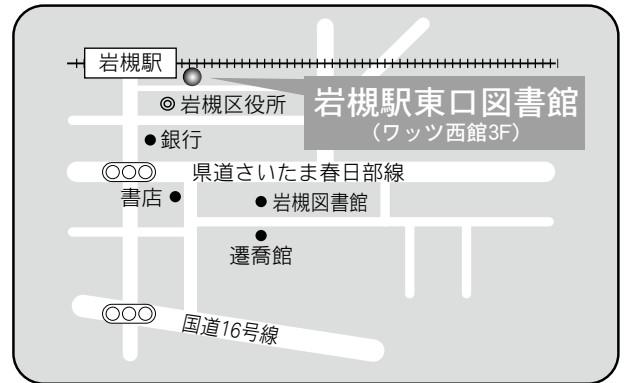 岩槻駅
岩槻駅東口図書館
（ワッツ西館3F）
◎岩槻区役所
●銀行
県道さいたま春日部線
書店●
●岩槻図書館
●
遷喬館
国道16号線